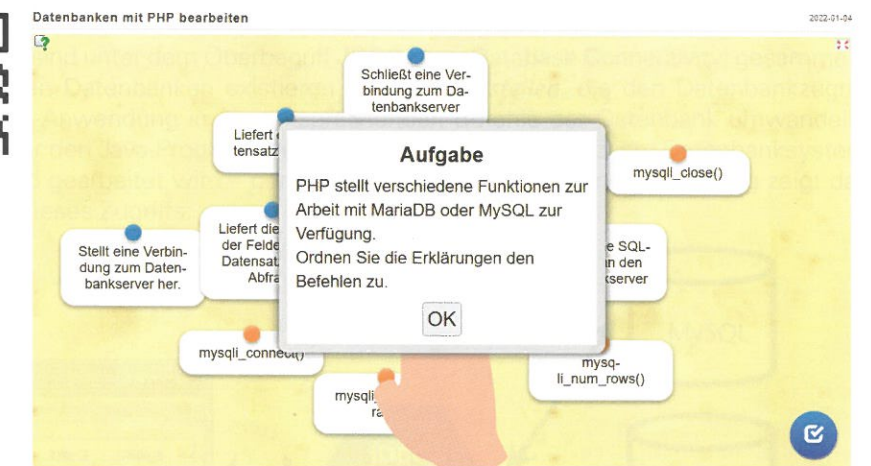 Datenbanken mit PHP bearbeiten
2022-01-04
Schließt eine Ver-
bindung zum Da-
tenbankserver
Liefert
tensatz
mysqli_close()
Aufgabe
PHP stellt verschiedene Funktionen zur
Arbeit mit MariaDB oder MySQL zur
Verfügung.
Ordnen Sie die Erklärungen den
Befehlen zu.
OK
Stellt eine Verbin-
dung zum Daten-
bankserver her.
Liefert die
der Felde
Datensat
Abfra
e SQL-
n den
kserver
mysqli_connect()
mysqli
ra
mysq-
li_num_rows()